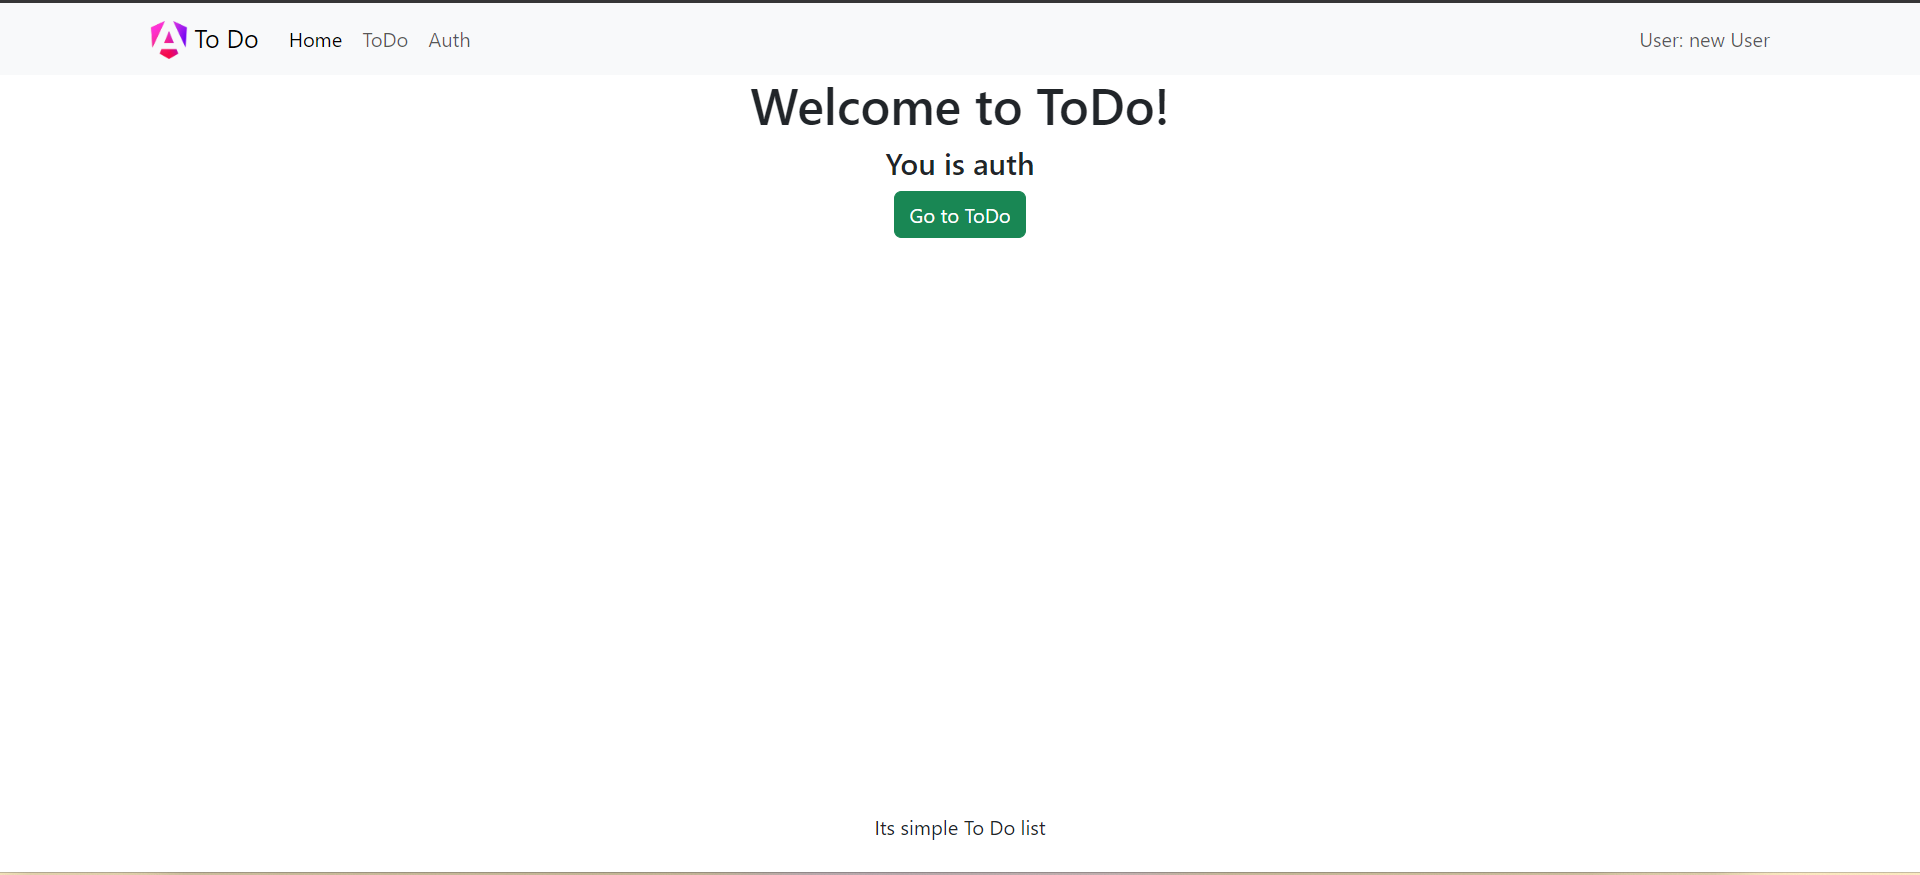 To Do Home ToDo Auth User: new User
Welcome to ToDo!
You is auth
Go to ToDo
Its simple To Do list